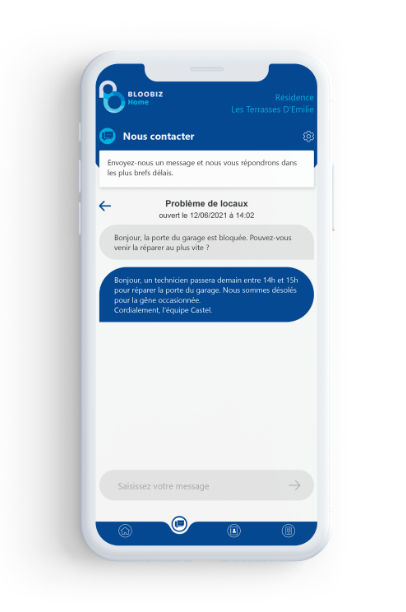 BLOOBIZ
Home
Résidence
Les Terrasses D'Emilie
Nous contacter
Envoyez-nous un message et nous vous répondrons dans
les plus brefs délais.
Problème de locaux
ouvert le 12/06/2021 à 14:02
Bonjour, la porte du garage est bloquée. Pouvez-vous
venir la réparer au plus vite ?
Bonjour, un technicien passera demain entre 14h et 15h
pour réparer la porte du garage. Nous sommes désolés
pour la gêne occasionnée.
Cordialement, l'équipe Castel.
Saisissez votre message